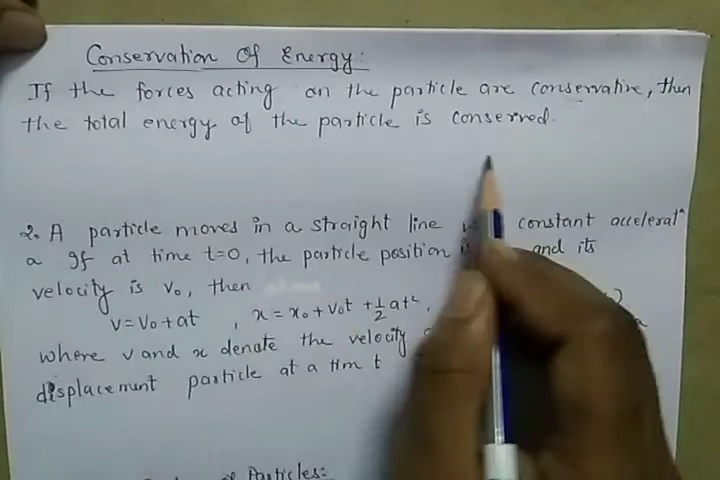 Conservation of Energy:
If the forces acting on the particle are conservative, then
the total energy of the particle is conserved.
2. A particle moves in a straight line constant acceleratn
a If at time t=0, the particle position and its
velocity is v₀, then
v=v₀+at , x = x₀+v₀t +½at²,
where v and x denote the velocity
displacement particle at a tim t
of Particles: